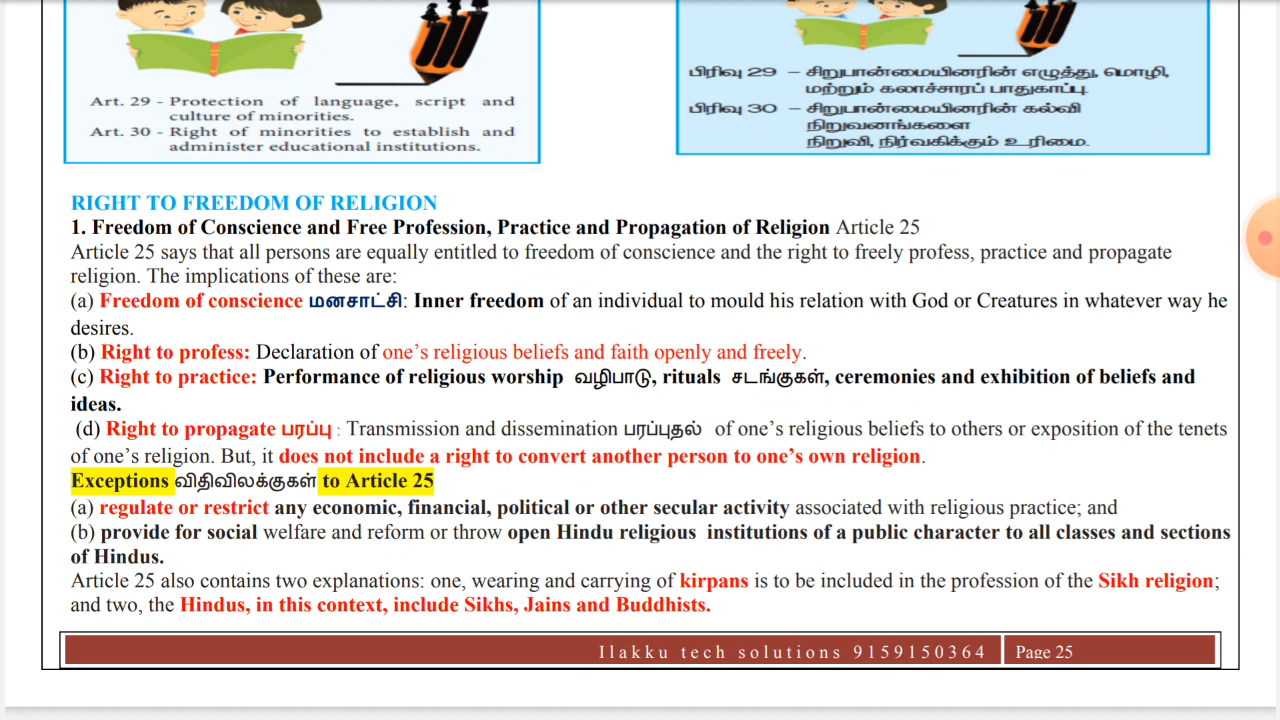 Art. 29 - Protection of language, script and
culture of minorities.
Art. 30 - Right of minorities to establish and
administer educational institutions.
பிரிவு 29 – சிறுபான்மையினரின் எழுத்து, மொழி,
மற்றும் கலாச்சாரப் பாதுகாப்பு.
பிரிவு 30 – சிறுபான்மையினரின் கல்வி
நிறுவனங்களை
நிறுவி, நிர்வகிக்கும் உரிமை.
RIGHT TO FREEDOM OF RELIGION
1. Freedom of Conscience and Free Profession, Practice and Propagation of Religion Article 25
Article 25 says that all persons are equally entitled to freedom of conscience and the right to freely profess, practice and propagate
religion. The implications of these are:
(a) Freedom of conscience மனசாட்சி: Inner freedom of an individual to mould his relation with God or Creatures in whatever way he
desires.
(b) Right to profess: Declaration of one's religious beliefs and faith openly and freely.
(c) Right to practice: Performance of religious worship வழிபாடு, rituals சடங்குகள், ceremonies and exhibition of beliefs and
ideas.
(d) Right to propagate பரப்பு : Transmission and dissemination பரப்புதல் of one's religious beliefs to others or exposition of the tenets
of one's religion. But, it does not include a right to convert another person to one's own religion.
Exceptions விதிவிலக்குகள் to Article 25
(a) regulate or restrict any economic, financial, political or other secular activity associated with religious practice; and
(b) provide for social welfare and reform or throw open Hindu religious institutions of a public character to all classes and sections
of Hindus.
Article 25 also contains two explanations: one, wearing and carrying of kirpans is to be included in the profession of the Sikh religion;
and two, the Hindus, in this context, include Sikhs, Jains and Buddhists.
Ilakku tech solutions 9159150364 Page 25